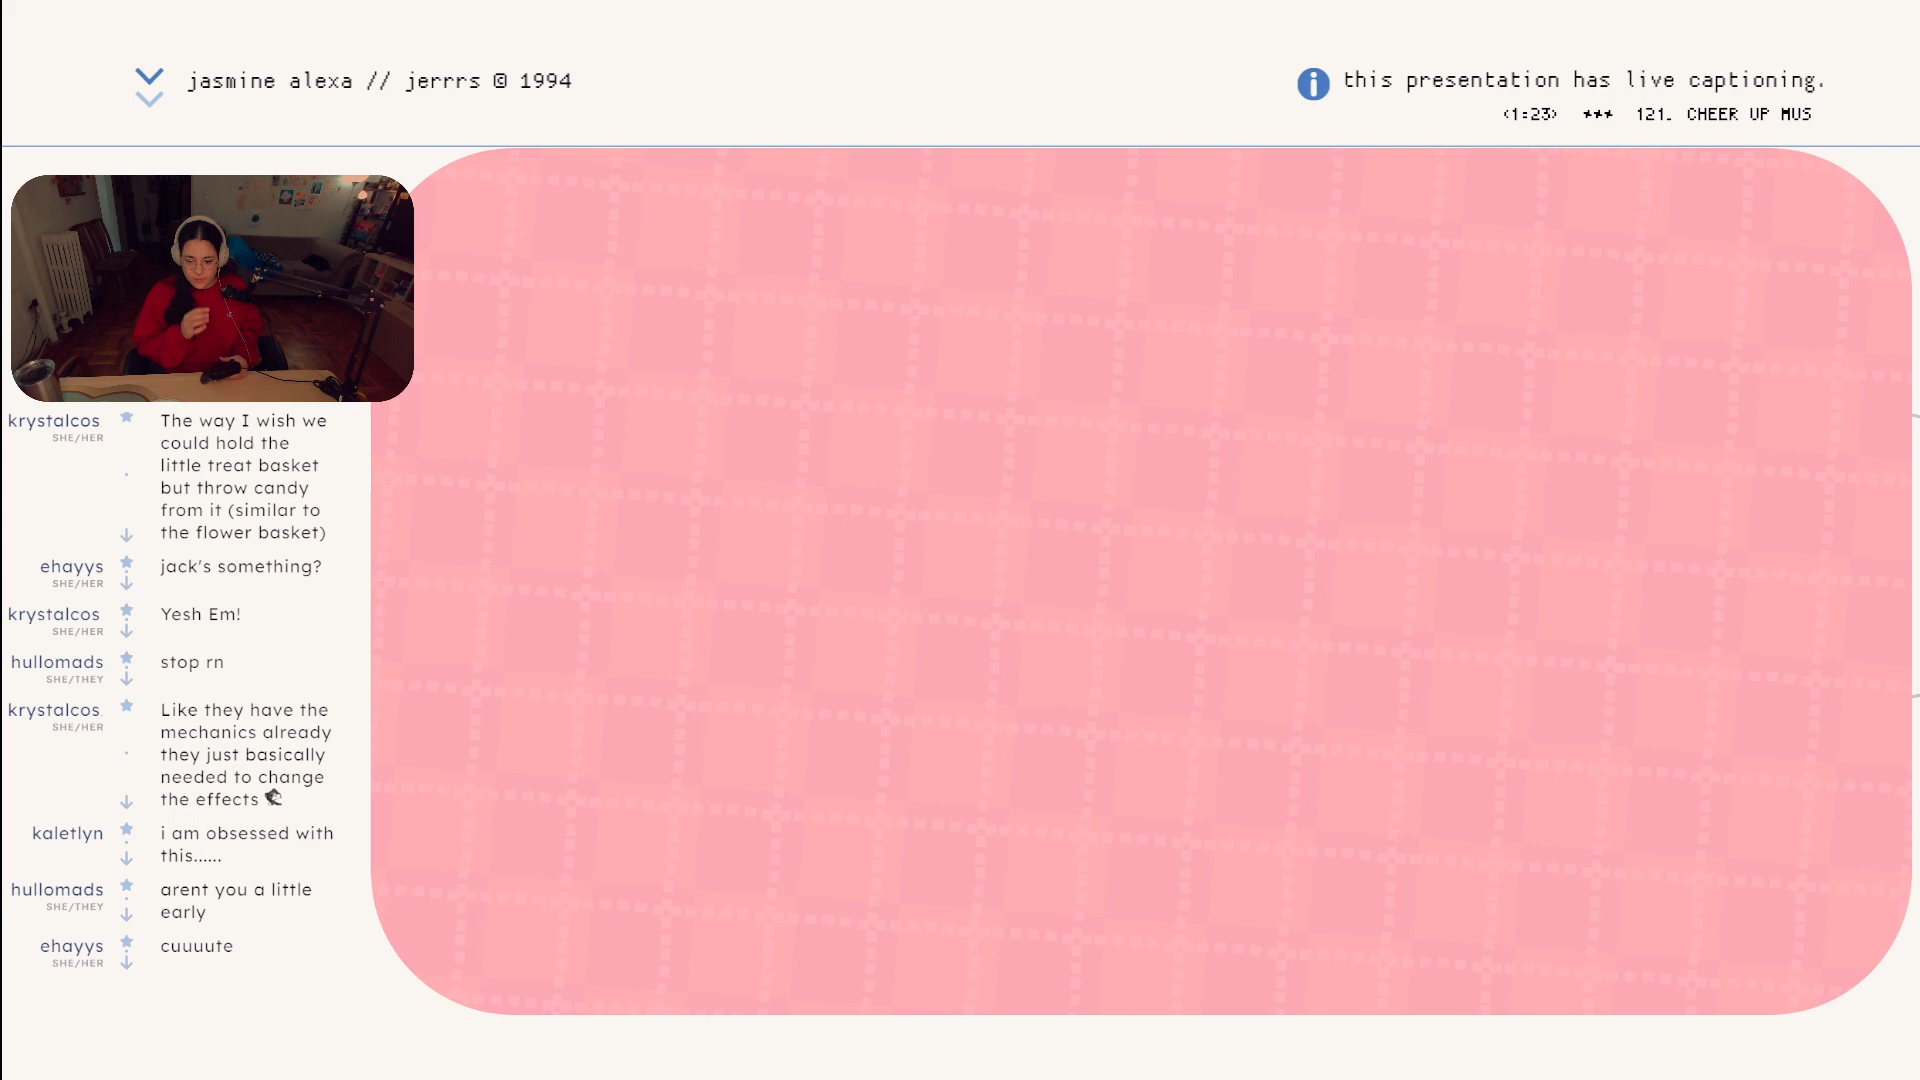 jasmine alexa // jerrrs © 1994
this presentation has live captioning.
<1:23> *** 121. CHEER UP MUS
krystalcos
SHE/HER
The way I wish we
could hold the
little treat basket
but throw candy
from it (similar to
the flower basket)
ehayys
SHE/HER
jack's something?
krystalcos
SHE/HER
Yesh Em!
hullomads
SHE/THEY
stop rn
krystalcos
SHE/HER
Like they have the
mechanics already
they just basically
needed to change
the effects
kaletlyn
i am obsessed with
this......
hullomads
SHE/THEY
arent you a little
early
ehayys
SHE/HER
cuuuute